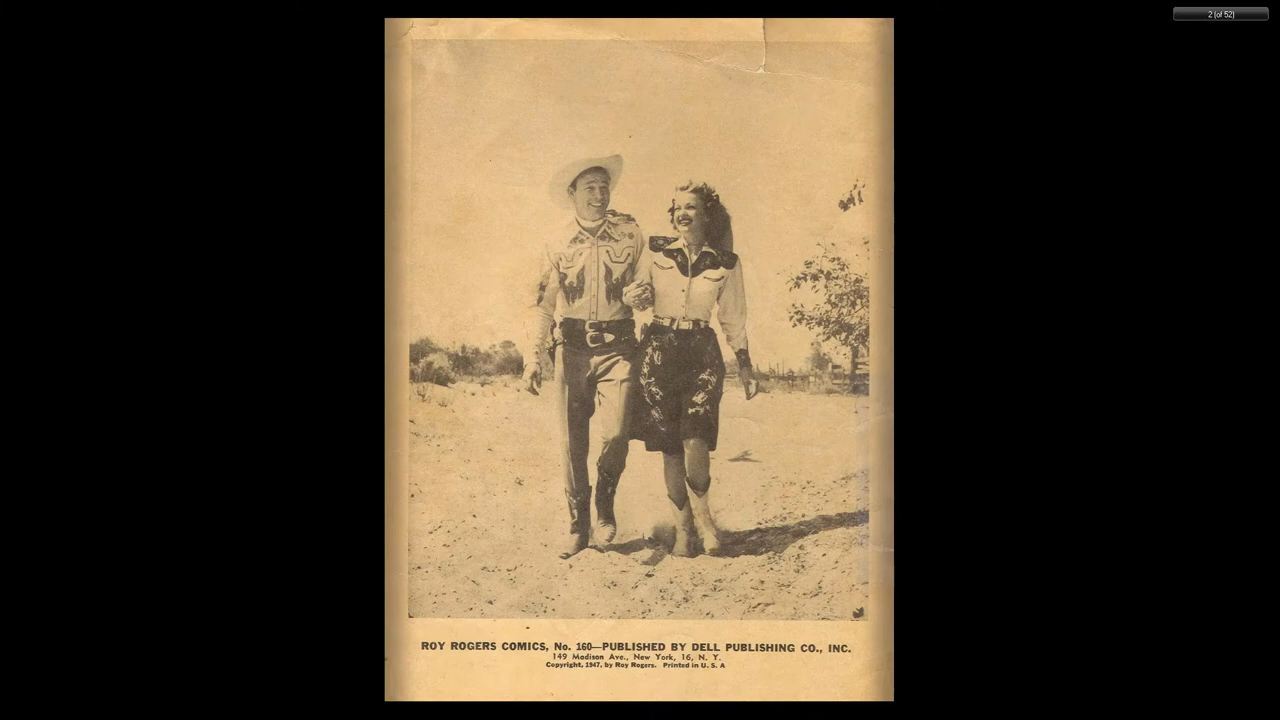 2 (of 52)
ROY ROGERS COMICS, No. 160—PUBLISHED BY DELL PUBLISHING CO., INC.
149 Madison Ave., New York, 16, N. Y.
Copyright, 1947, by Roy Rogers. Printed in U. S. A